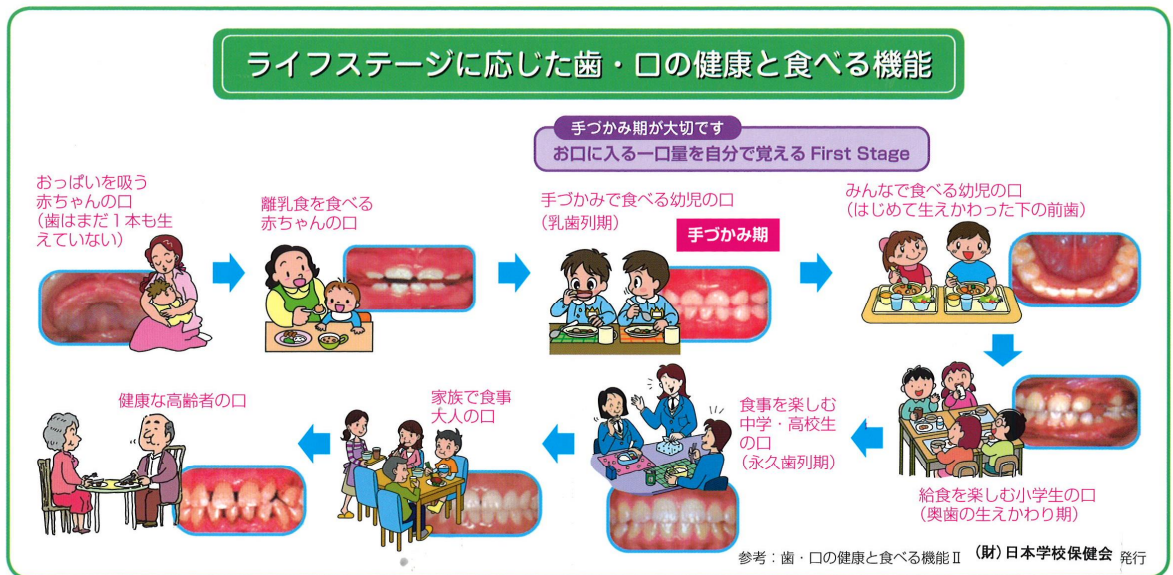 ライフステージに応じた歯・口の健康と食べる機能
手づかみ期が大切です
お口に入る一口量を自分で覚える First Stage
おっぱいを吸う
赤ちゃんの口
(歯はまだ1本も生
えていない)
離乳食を食べる
赤ちゃんの口
手づかみで食べる幼児の口
(乳歯列期)
手づかみ期
みんなで食べる幼児の口
(はじめて生えかわった下の前歯)
給食を楽しむ小学生の口
(奥歯の生えかわり期)
食事を楽しむ
中学・高校生
の口
(永久歯列期)
家族で食事
大人の口
健康な高齢者の口
参考：歯・口の健康と食べる機能Ⅱ (財)日本学校保健会 発行